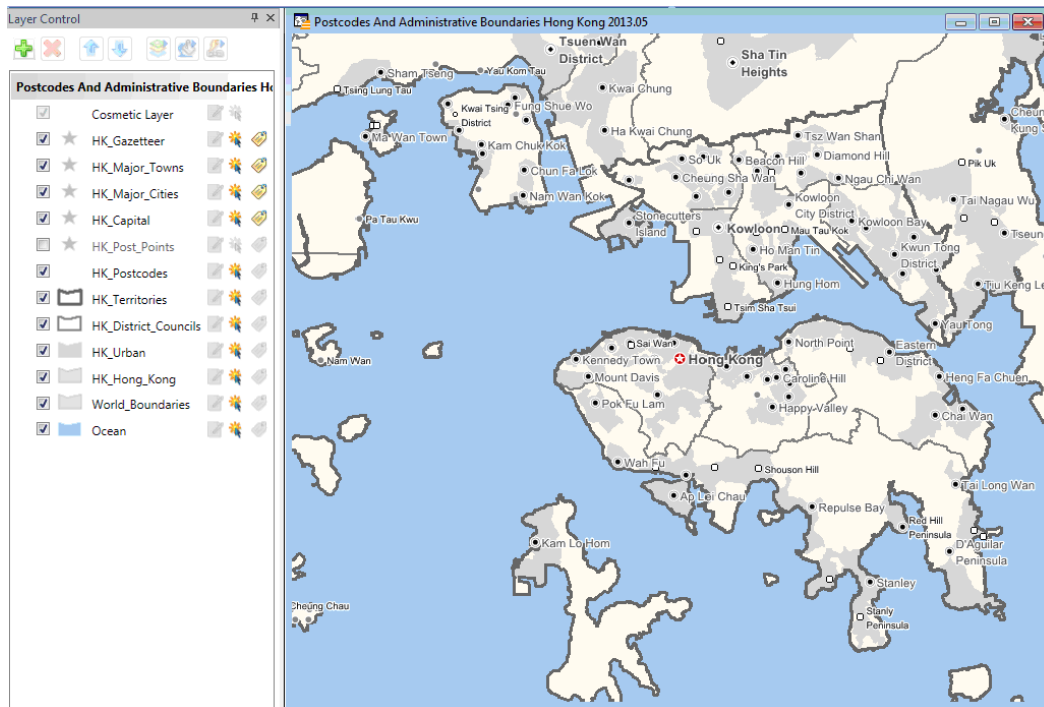 Layer Control
Postcodes And Administrative Boundaries Hong Kong 2013.05
Postcodes And Administrative Boundaries Ho
Cosmetic Layer
HK_Gazetteer
HK_Major_Towns
HK_Major_Cities
HK_Capital
HK_Post_Points
HK_Postcodes
HK_Territories
HK_District_Councils
HK_Urban
HK_Hong_Kong
World_Boundaries
Ocean
Tsuen Wan
District
Sha Tin
Heights
Sham Tseng
Yau Kom Tau
Tsing Lung Tau
Kwai Chung
Kwai Tsing
District
Fung Shue Wo
Cheun
Kung S
Ma Wan Town
Ha Kwai Chung
Tsz Wan Shan
Kam Chuk Kok
So Uk
Beacon Hill
Diamond Hill
Pik Uk
Chun Fa Lok
Cheung Sha Wan
Ngau Chi Wan
Nam Wan Kok
Kowloon
City District
Tai Nagau Wu
Pa Tau Kwu
Stonecutters
Island
Kowloon
Mau Tau Kok
Kowloon Bay
Tseun
Ho Man Tin
Kwun Tong
District
King's Park
Hung Hom
Tiu Keng Le
Tsim Sha Tsui
Yau Tong
Sai Wan
North Point
Eastern
District
Nam Wan
Kennedy Town
Hong Kong
Mount Davis
Caroline Hill
Heng Fa Chuen
Pok Fu Lam
Happy Valley
Chai Wan
Wah Fu
Shouson Hill
Ap Lei Chau
Tai Long Wan
Repulse Bay
Red Hill
Peninsula
Kam Lo Hom
D'Aguilar
Peninsula
Stanley
Cheung Chau
Stanly
Peninsula